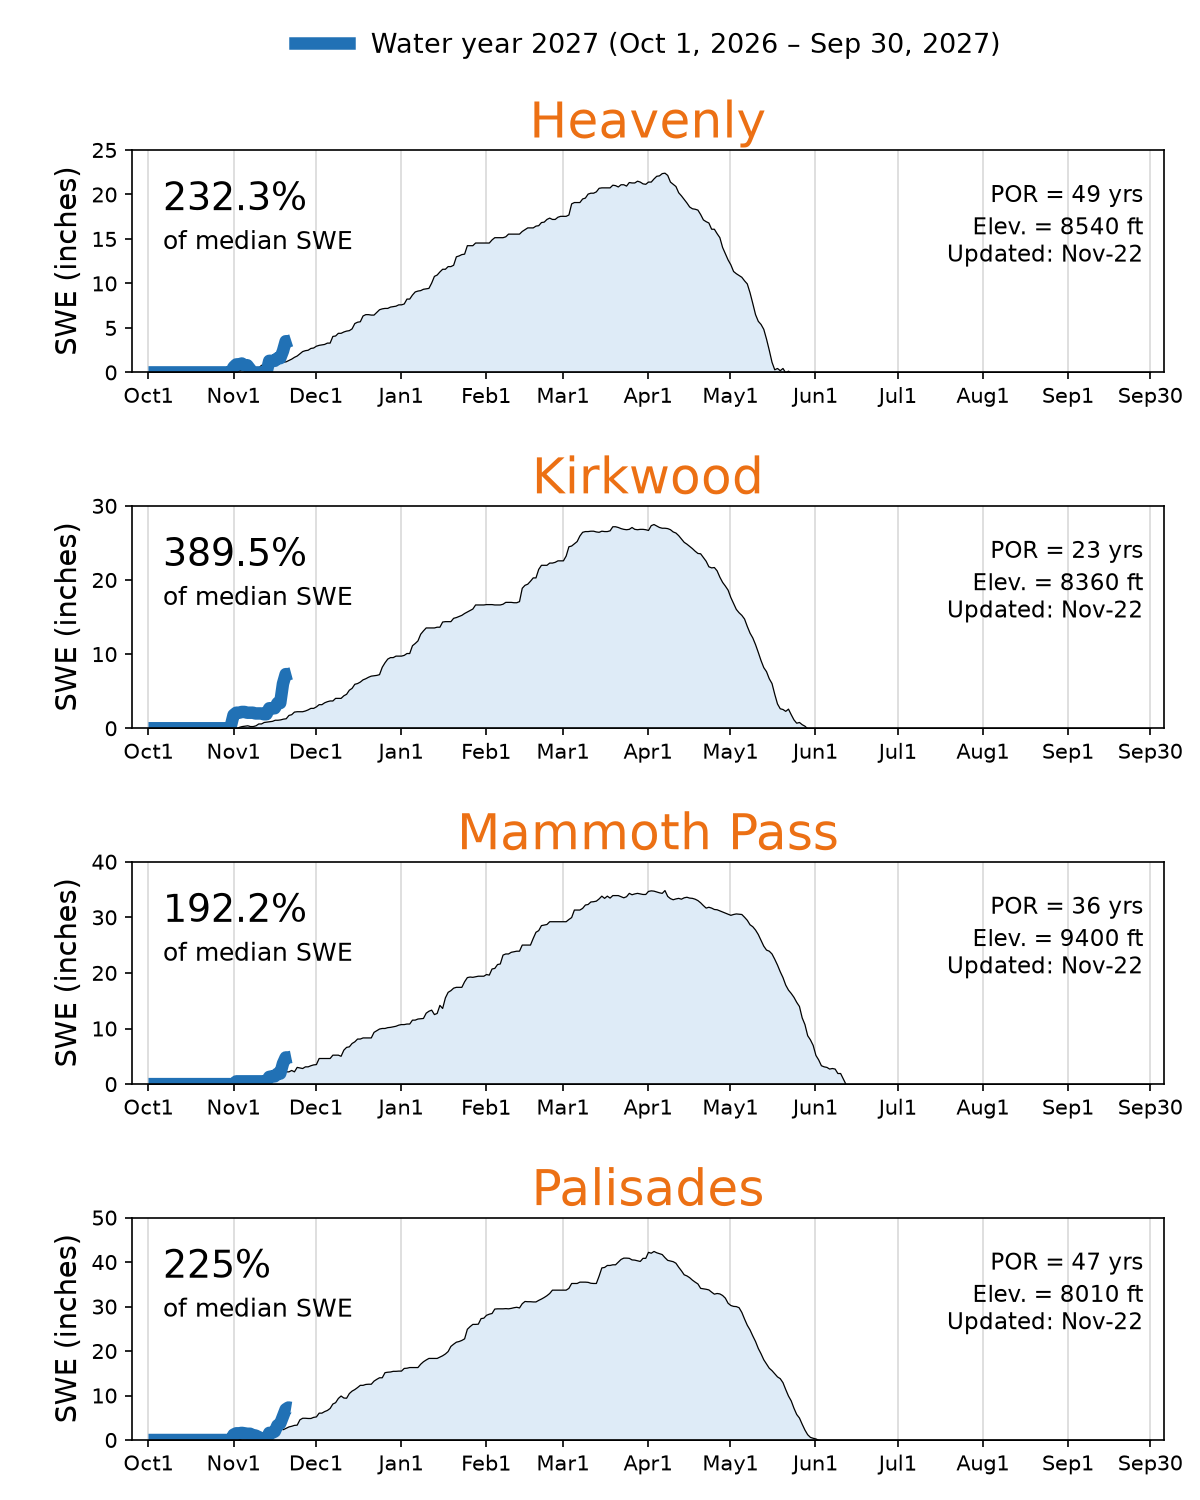 Water year 2027 (Oct 1, 2026 – Sep 30, 2027)
Heavenly
SWE (inches)
25
20
15
10
5
0
232.3%
of median SWE
POR = 49 yrs
Elev. = 8540 ft
Updated: Nov-22
Oct1 Nov1 Dec1 Jan1 Feb1 Mar1 Apr1 May1 Jun1 Jul1 Aug1 Sep1 Sep30
Kirkwood
SWE (inches)
30
20
10
0
389.5%
of median SWE
POR = 23 yrs
Elev. = 8360 ft
Updated: Nov-22
Oct1 Nov1 Dec1 Jan1 Feb1 Mar1 Apr1 May1 Jun1 Jul1 Aug1 Sep1 Sep30
Mammoth Pass
SWE (inches)
40
30
20
10
0
192.2%
of median SWE
POR = 36 yrs
Elev. = 9400 ft
Updated: Nov-22
Oct1 Nov1 Dec1 Jan1 Feb1 Mar1 Apr1 May1 Jun1 Jul1 Aug1 Sep1 Sep30
Palisades
SWE (inches)
50
40
30
20
10
0
225%
of median SWE
POR = 47 yrs
Elev. = 8010 ft
Updated: Nov-22
Oct1 Nov1 Dec1 Jan1 Feb1 Mar1 Apr1 May1 Jun1 Jul1 Aug1 Sep1 Sep30